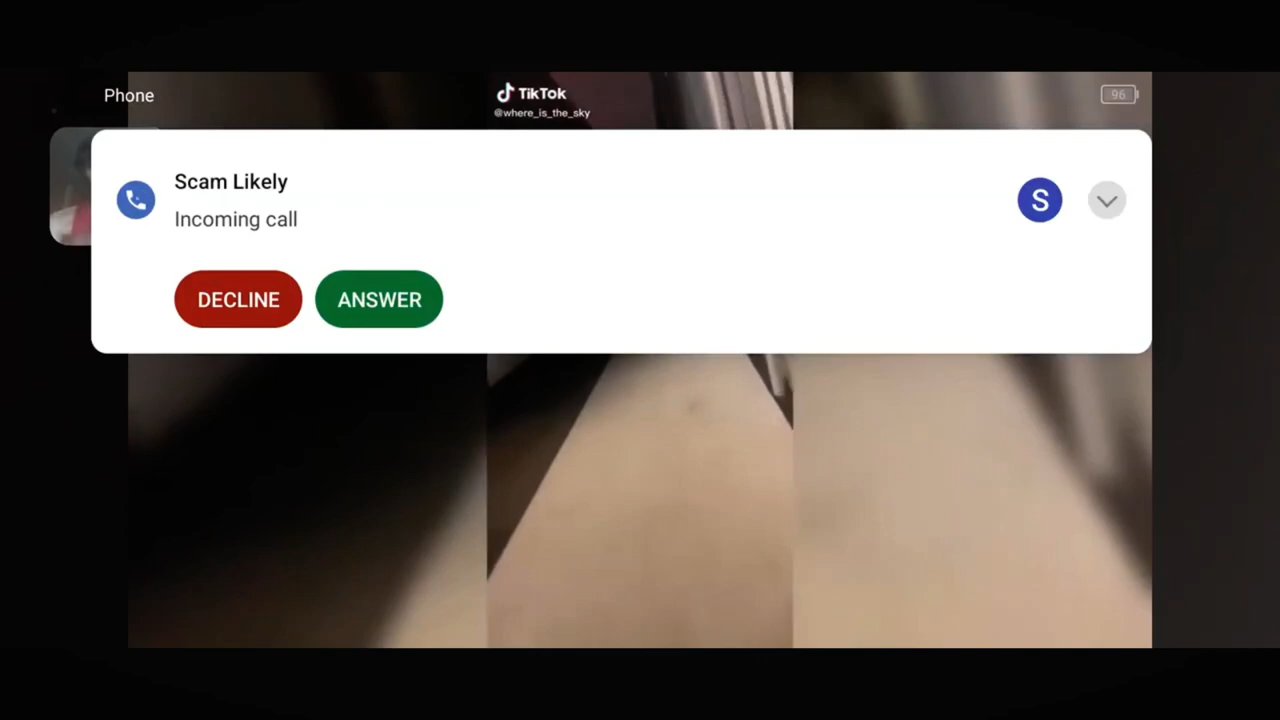 Phone
TikTok
96
@where_is_the_sky
Scam Likely
S
Incoming call
DECLINE ANSWER